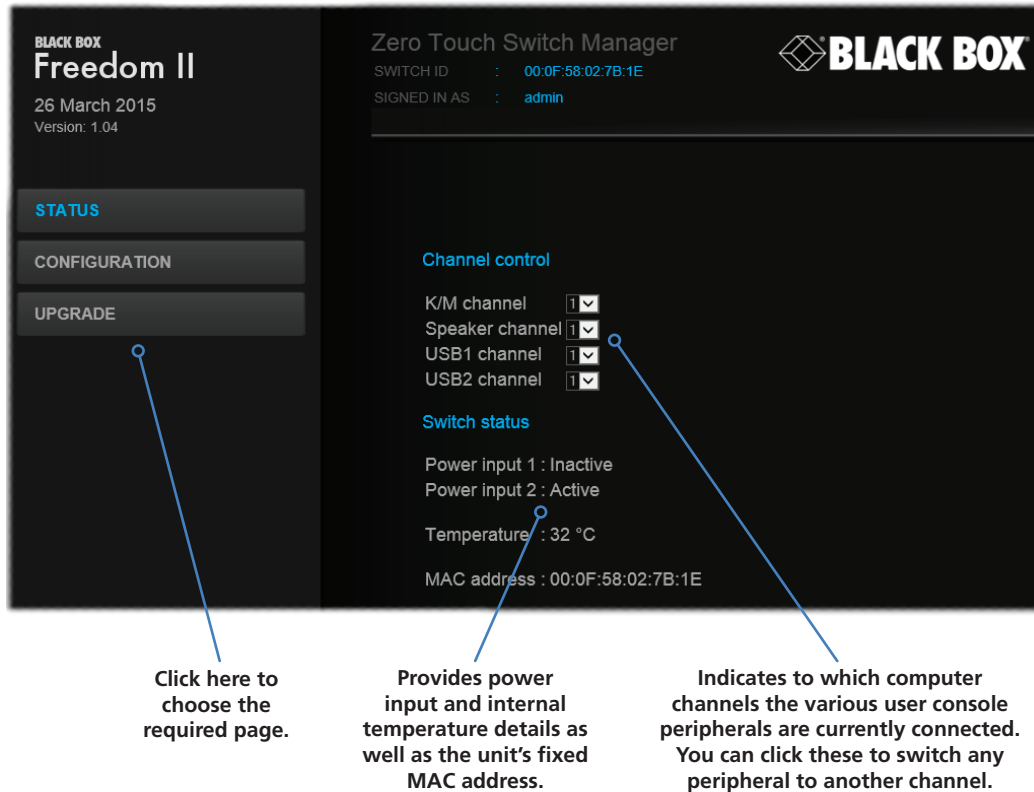 BLACK BOX
Freedom II
26 March 2015
Version: 1.04
Zero Touch Switch Manager
SWITCH ID : 00:0F:58:02:7B:1E
SIGNED IN AS : admin
BLACK BOX
STATUS
CONFIGURATION
UPGRADE
Channel control
K/M channel 1
Speaker channel 1
USB1 channel 1
USB2 channel 1
Switch status
Power input 1 : Inactive
Power input 2 : Active
Temperature : 32 °C
MAC address : 00:0F:58:02:7B:1E
Click here to
choose the
required page.
Provides power
input and internal
temperature details as
well as the unit’s fixed
MAC address.
Indicates to which computer
channels the various user console
peripherals are currently connected.
You can click these to switch any
peripheral to another channel.